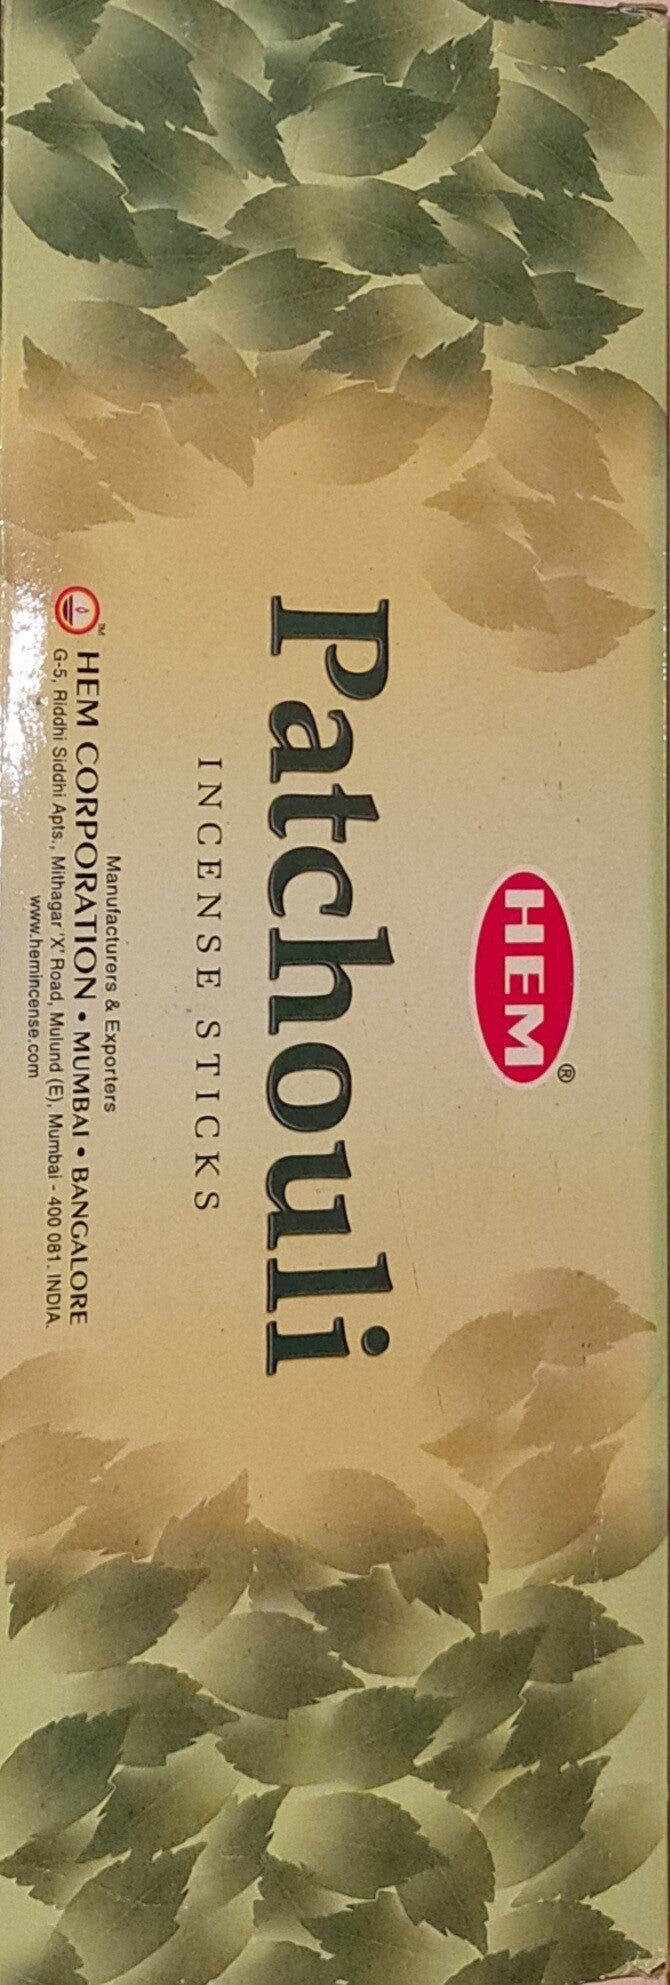 HEM®
Patchouli
INCENSE STICKS
Manufacturers & Exporters
™ HEM CORPORATION • MUMBAI • BANGALORE
G-5, Riddhi Siddhi Apts., Mithagar 'X' Road, Mulund (E), Mumbai - 400 081. INDIA.
www.hemincense.com